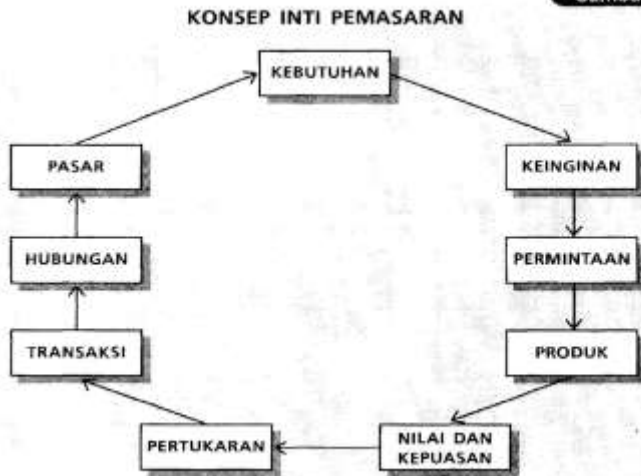 KONSEP INTI PEMASARAN
KEBUTUHAN
KEINGINAN
PERMINTAAN
PRODUK
NILAI DAN
KEPUASAN
PERTUKARAN
TRANSAKSI
HUBUNGAN
PASAR